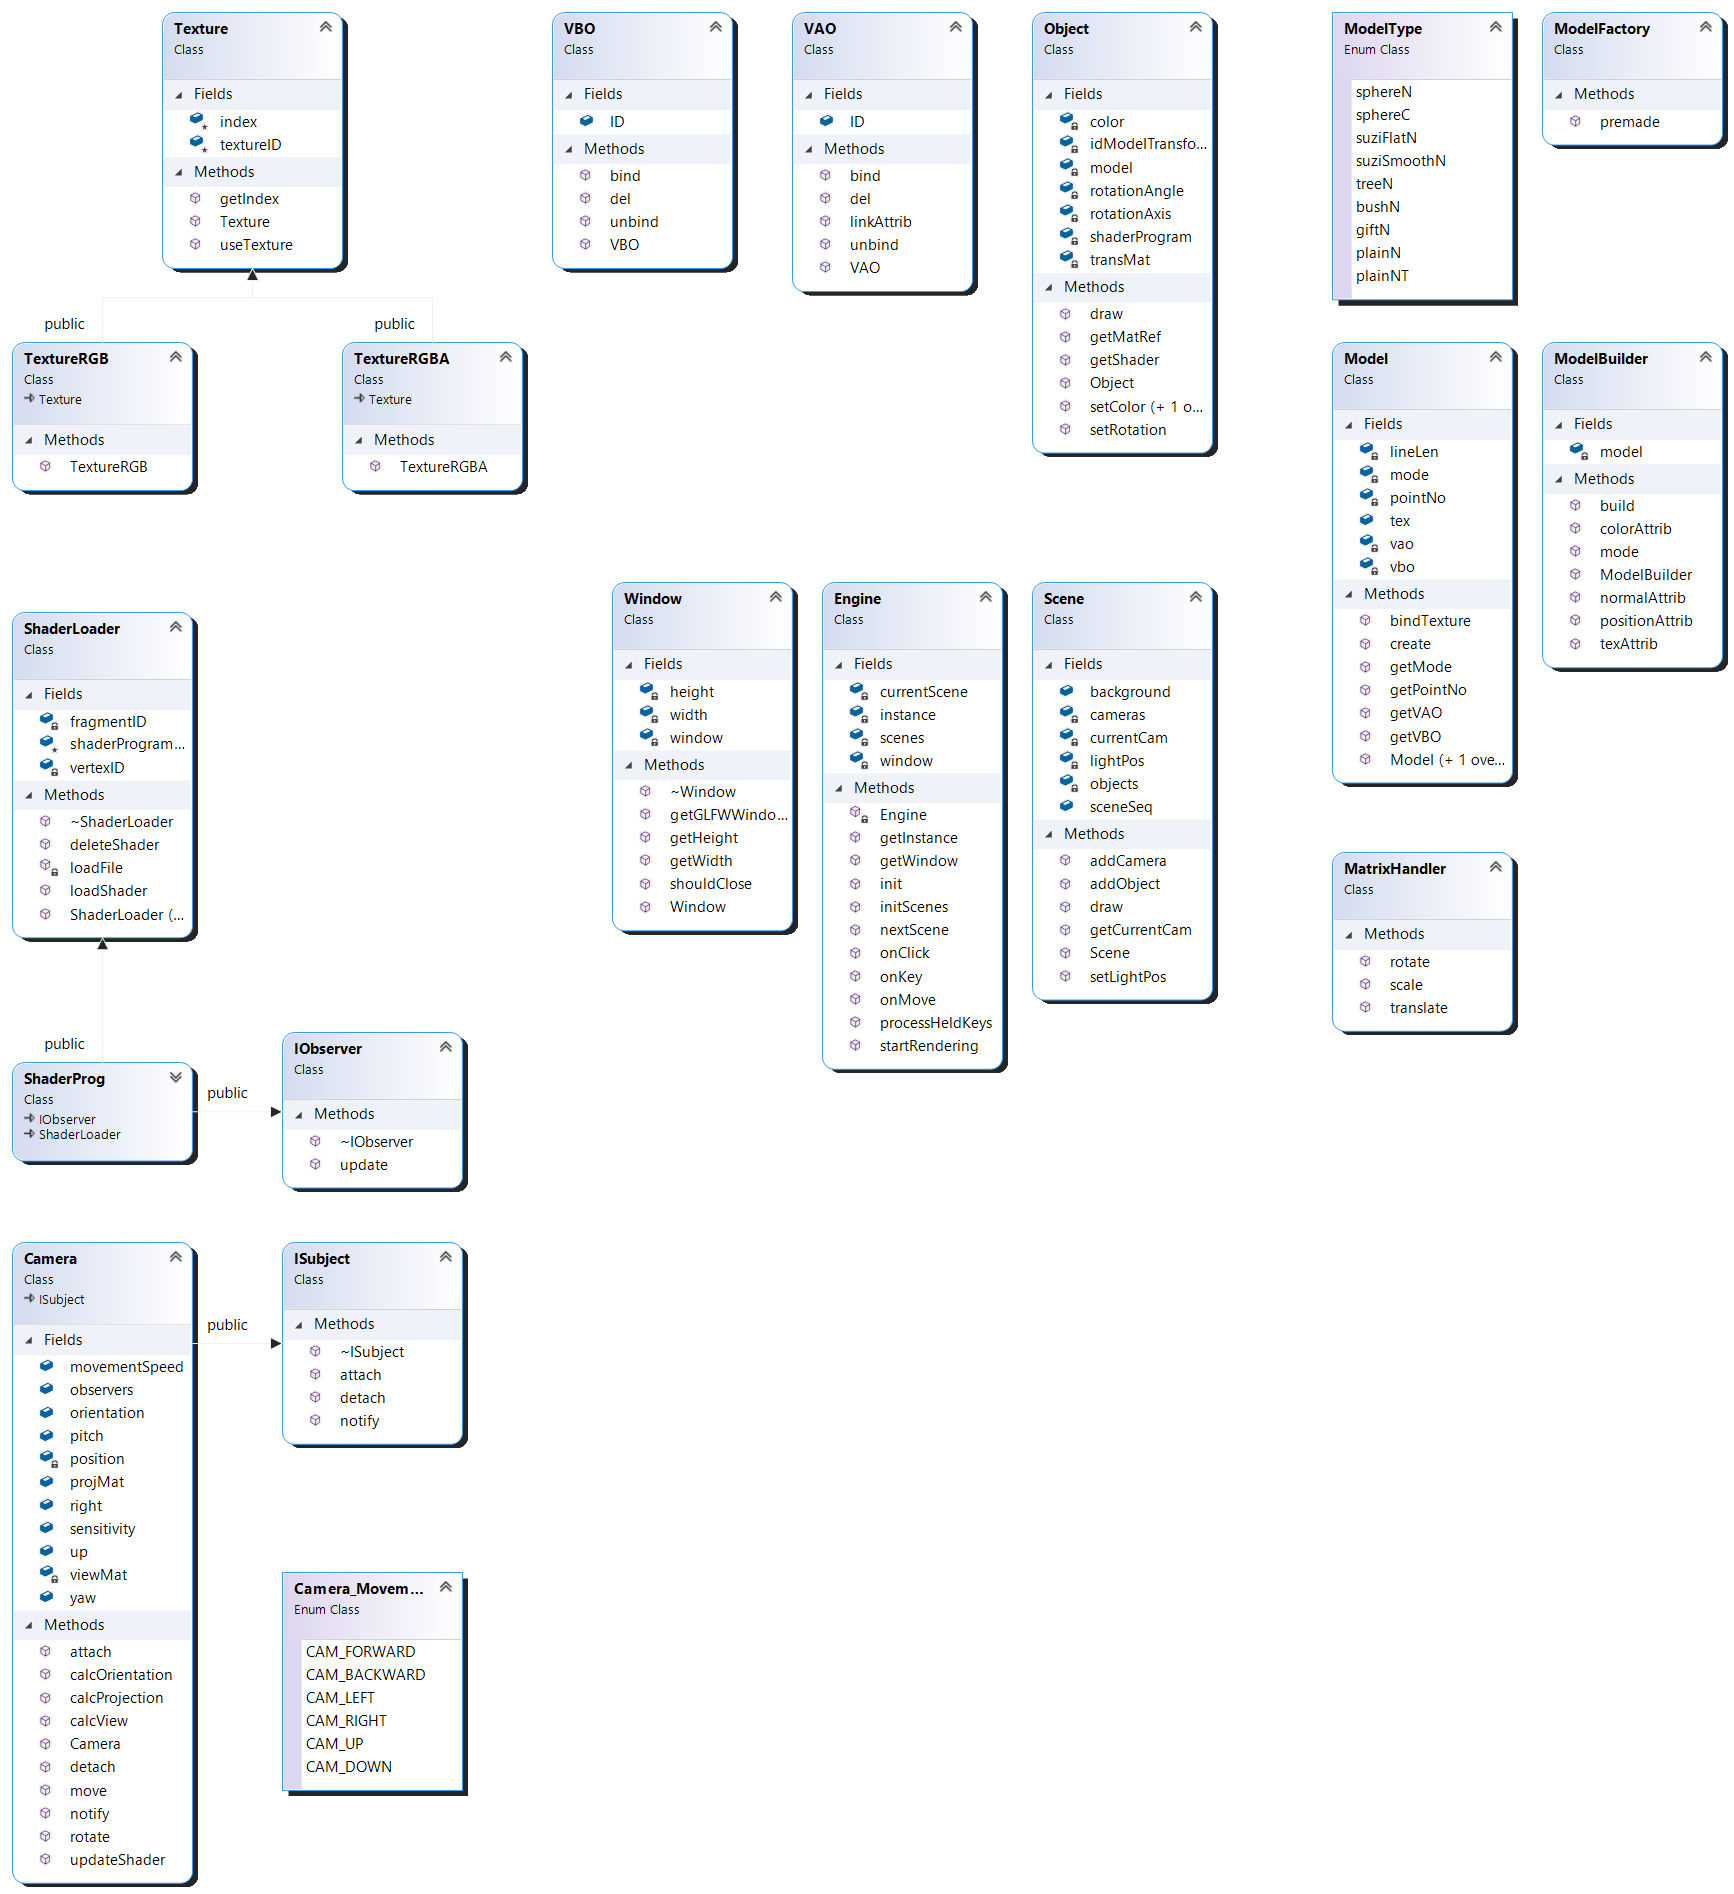 Texture
Class
Fields
index
textureID
Methods
getIndex
Texture
useTexture
VBO
Class
Fields
ID
Methods
bind
del
unbind
VBO
VAO
Class
Fields
ID
Methods
bind
del
linkAttrib
unbind
VAO
Object
Class
Fields
color
idModelTransfo...
model
rotationAngle
rotationAxis
shaderProgram
transMat
Methods
draw
getMatRef
getShader
Object
setColor (+ 1 o...
setRotation
ModelType
Enum Class
sphereN
sphereC
suziFlatN
suziSmoothN
treeN
bushN
giftN
plainN
plainNT
ModelFactory
Class
Methods
premade
public
public
TextureRGB
Class
Texture
Methods
TextureRGB
TextureRGBA
Class
Texture
Methods
TextureRGBA
Model
Class
Fields
lineLen
mode
pointNo
tex
vao
vbo
Methods
bindTexture
create
getMode
getPointNo
getVAO
getVBO
Model (+ 1 ove...
ModelBuilder
Class
Fields
model
Methods
build
colorAttrib
mode
ModelBuilder
normalAttrib
positionAttrib
texAttrib
ShaderLoader
Class
Fields
fragmentID
shaderProgram...
vertexID
Methods
~ShaderLoader
deleteShader
loadFile
loadShader
ShaderLoader (...
Window
Class
Fields
height
width
window
Methods
~Window
getGLFWWindo...
getHeight
getWidth
shouldClose
Window
Engine
Class
Fields
currentScene
instance
scenes
window
Methods
Engine
getInstance
getWindow
init
initScenes
nextScene
onClick
onKey
onMove
processHeldKeys
startRendering
Scene
Class
Fields
background
cameras
currentCam
lightPos
objects
sceneSeq
Methods
addCamera
addObject
draw
getCurrentCam
Scene
setLightPos
MatrixHandler
Class
Methods
rotate
scale
translate
public
ShaderProg
Class
IObserver
ShaderLoader
public
IObserver
Class
Methods
~IObserver
update
Camera
Class
ISubject
Fields
movementSpeed
observers
orientation
pitch
position
projMat
right
sensitivity
up
viewMat
yaw
Methods
attach
calcOrientation
calcProjection
calcView
Camera
detach
move
notify
rotate
updateShader
public
ISubject
Class
Methods
~ISubject
attach
detach
notify
Camera_Movem...
Enum Class
CAM_FORWARD
CAM_BACKWARD
CAM_LEFT
CAM_RIGHT
CAM_UP
CAM_DOWN